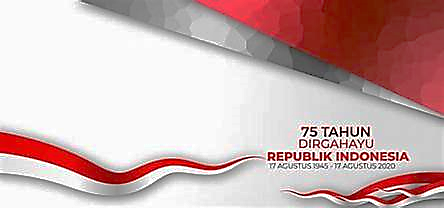 75 TAHUN
DIRGAHAYU
REPUBLIK INDONESIA
17 AGUSTUS 1945 - 17 AGUSTUS 2020